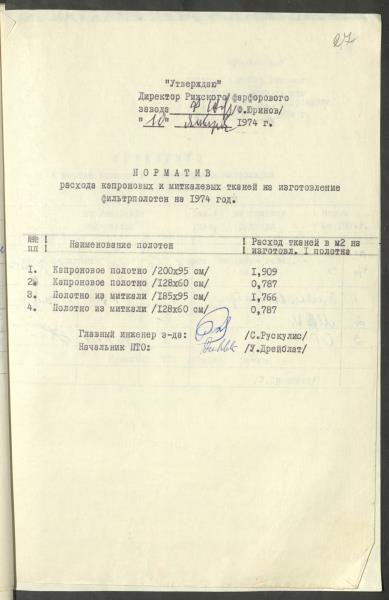 27
"Утверждаю"
Директор Рижского фарфорового
завода /Ф.Юринов/
"10" января 1974 г.
НОРМАТИВ
расхода капроновых и миткалевых тканей на изготовление
фильтрполотен на 1974 год.
№№ пп ! Наименование полотен ! Расход тканей в м2 на изготовл. 1 полотна
1. Капроновое полотно /200х95 см/ 1,909
2. Капроновое полотно /128х60 см/ 0,787
3. Полотно из миткали /185х95 см/ 1,766
4. Полотно из миткали /128х60 см/ 0,787
Главный инженер з-да: /С.Рускулис/
Начальник ПТО: /У.Дрейблат/